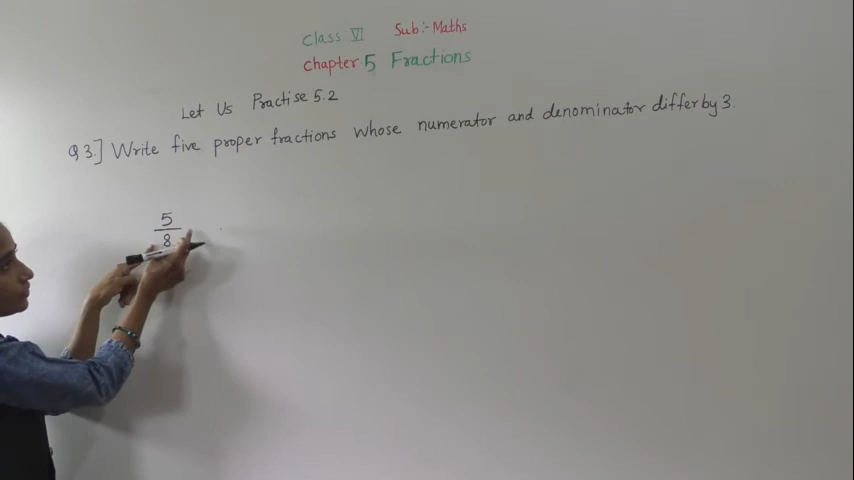 Class VI Sub:- Maths
Chapter 5 Fractions
Let Us Practise 5.2
Q3.] Write five proper fractions whose numerator and denominator differ by 3.
5
8